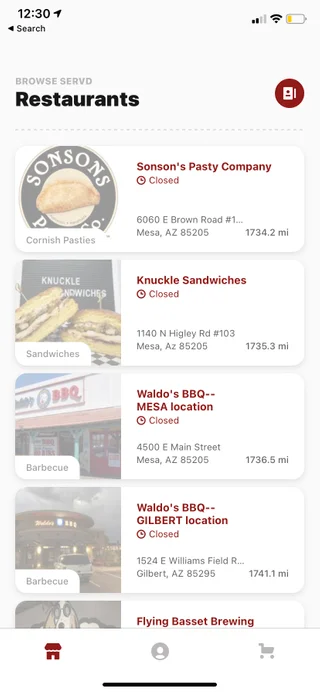 12:30
◀ Search
BROWSE SERVD
Restaurants
SONSONS
Cornish Pasties
Sonson's Pasty Company
Closed
6060 E Brown Road #1...
Mesa, AZ 85205
1734.2 mi
KNUCKLE
SANDWICHES
Sandwiches
Knuckle Sandwiches
Closed
1140 N Higley Rd #103
Mesa, Az 85205
1735.3 mi
BBQ
Barbecue
Waldo's BBQ--
MESA location
Closed
4500 E Main Street
Mesa, AZ 85205
1736.5 mi
Waldo's BBQ
Barbecue
Waldo's BBQ--
GILBERT location
Closed
1524 E Williams Field R...
Gilbert, AZ 85295
1741.1 mi
Flying Basset Brewing